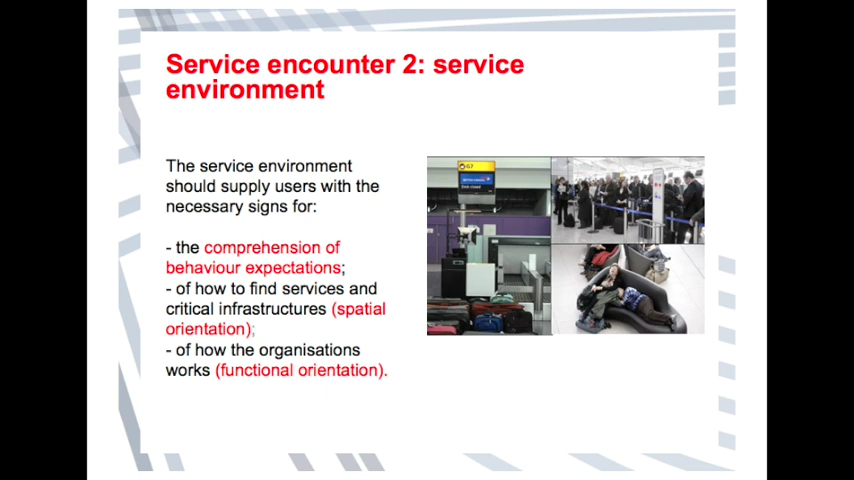 Service encounter 2: service
environment
The service environment
should supply users with the
necessary signs for:
- the comprehension of
behaviour expectations;
- of how to find services and
critical infrastructures (spatial
orientation);
- of how the organisations
works (functional orientation).
G7